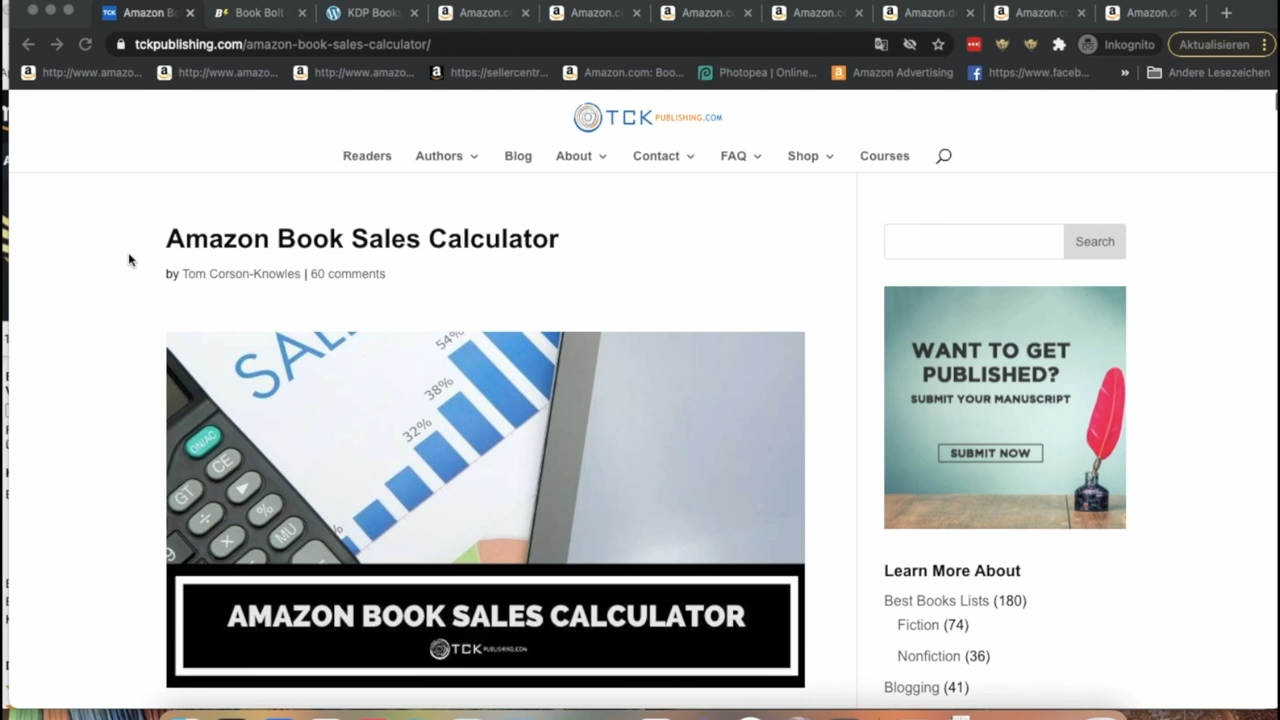 Amazon B
Book Bolt
KDP Book
Amazon.c
Amazon.c
Amazon.c
Amazon.c
Amazon.d
Amazon.c
Amazon.d
tckpublishing.com/amazon-book-sales-calculator/
Inkognito
Aktualisieren
http://www.amazo...
http://www.amazo...
http://www.amazo...
https://sellercentr...
Amazon.com: Boo...
Photopea | Online...
Amazon Advertising
https://www.faceb...
»
Andere Lesezeichen
TCK PUBLISHING.COM
Readers
Authors
Blog
About
Contact
FAQ
Shop
Courses
Amazon Book Sales Calculator
by Tom Corson-Knowles | 60 comments
Search
54%
38%
32%
ON/AC
CE
GT
%
MU
9
AMAZON BOOK SALES CALCULATOR
TCK PUBLISHING.COM
WANT TO GET
PUBLISHED?
SUBMIT YOUR MANUSCRIPT
SUBMIT NOW
Learn More About
Best Books Lists (180)
Fiction (74)
Nonfiction (36)
Blogging (41)